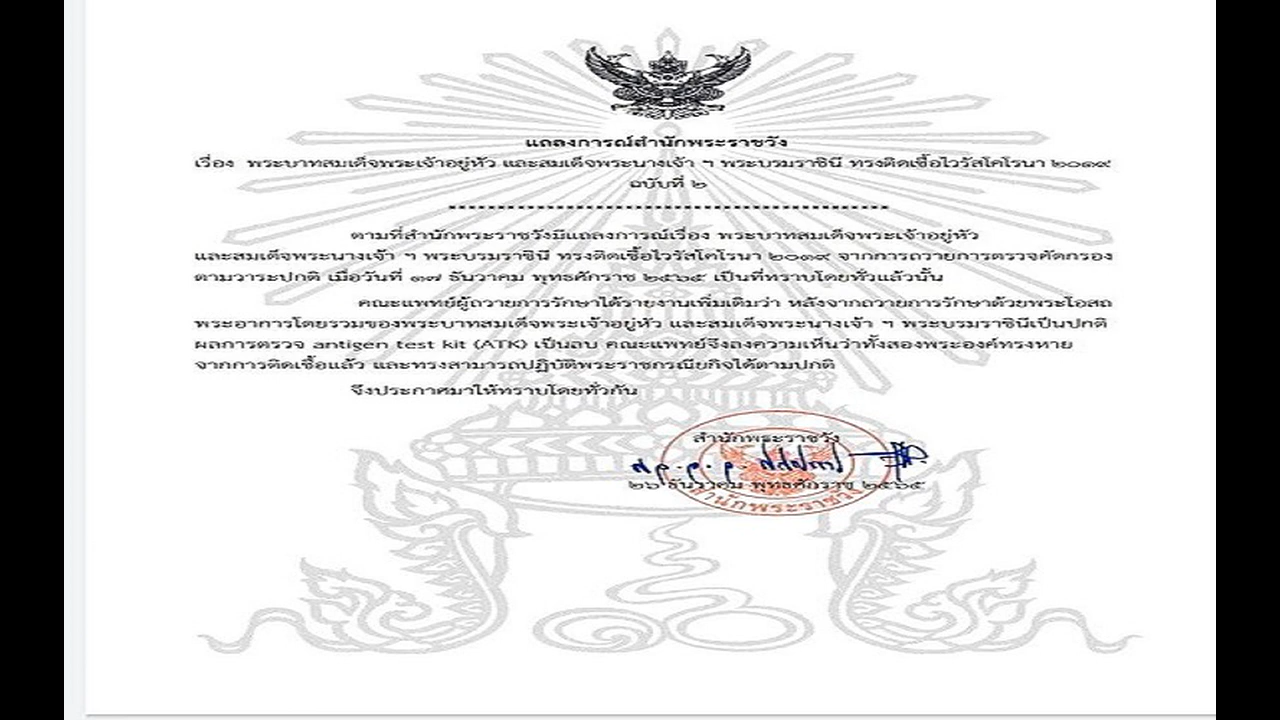 แถลงการณ์สำนักพระราชวัง
เรื่อง พระบาทสมเด็จพระเจ้าอยู่หัว และสมเด็จพระนางเจ้า ฯ พระบรมราชินี ทรงติดเชื้อไวรัสโคโรนา ๒๐๑๙
ฉบับที่ ๒
ตามที่สำนักพระราชวังมีแถลงการณ์เรื่อง พระบาทสมเด็จพระเจ้าอยู่หัว
และสมเด็จพระนางเจ้า ฯ พระบรมราชินี ทรงติดเชื้อไวรัสโคโรนา ๒๐๑๙ จากการถวายการตรวจคัดกรอง
ตามวาระปกติ เมื่อวันที่ ๑๗ ธันวาคม พุทธศักราช ๒๕๖๕ เป็นที่ทราบโดยทั่วแล้วนั้น
คณะแพทย์ผู้ถวายการรักษาได้รายงานเพิ่มเติมว่า หลังจากถวายการรักษาด้วยพระโอสถ
พระอาการโดยรวมของพระบาทสมเด็จพระเจ้าอยู่หัว และสมเด็จพระนางเจ้า ฯ พระบรมราชินีเป็นปกติ
ผลการตรวจ antigen test kit (ATK) เป็นลบ คณะแพทย์จึงลงความเห็นว่าทั้งสองพระองค์ทรงหาย
จากการติดเชื้อแล้ว และทรงสามารถปฏิบัติพระราชกรณียกิจได้ตามปกติ
จึงประกาศมาให้ทราบโดยทั่วกัน
สำนักพระราชวัง
๒๖ ธันวาคม พุทธศักราช ๒๕๖๕
สำนักพระราชวัง